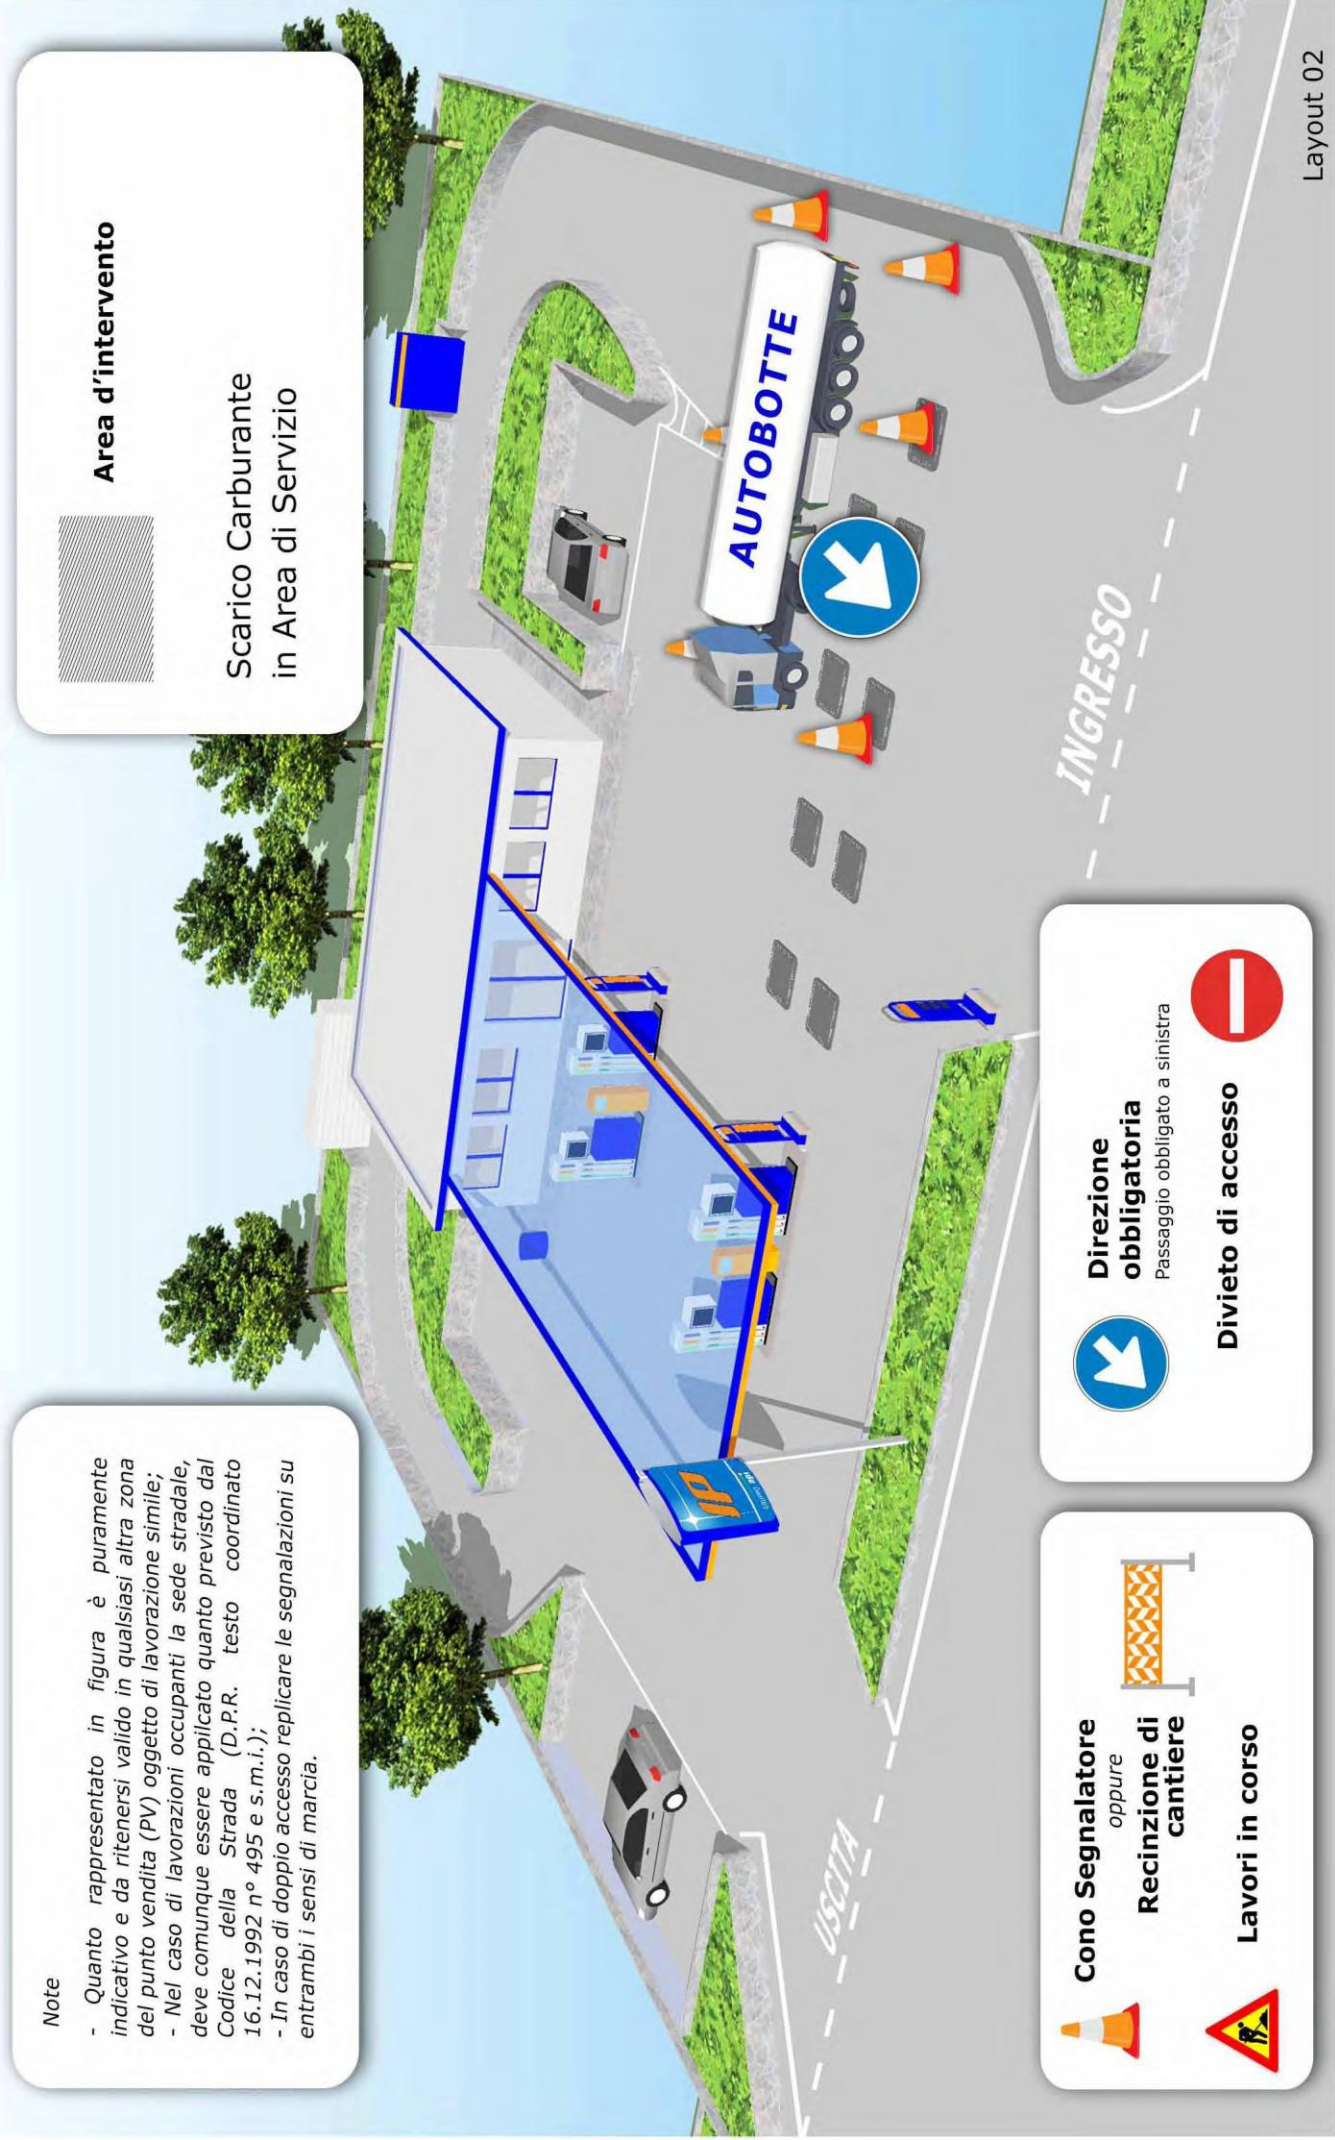 Note
- Quanto rappresentato in figura è puramente
indicativo e da ritenersi valido in qualsiasi altra zona
del punto vendita (PV) oggetto di lavorazione simile;
- Nel caso di lavorazioni occupanti la sede stradale,
deve comunque essere appilcato quanto previsto dal
Codice della Strada (D.P.R. testo coordinato
16.12.1992 n° 495 e s.m.i.);
- In caso di doppio accesso replicare le segnalazioni su
entrambi i sensi di marcia.
Area d'intervento
Scarico Carburante
in Area di Servizio
AUTOBOTTE
IP
gruppo api
USCITA
INGRESSO
Cono Segnalatore
oppure
Recinzione di
cantiere
Lavori in corso
Direzione
obbligatoria
Passaggio obbligato a sinistra
Divieto di accesso
Layout 02